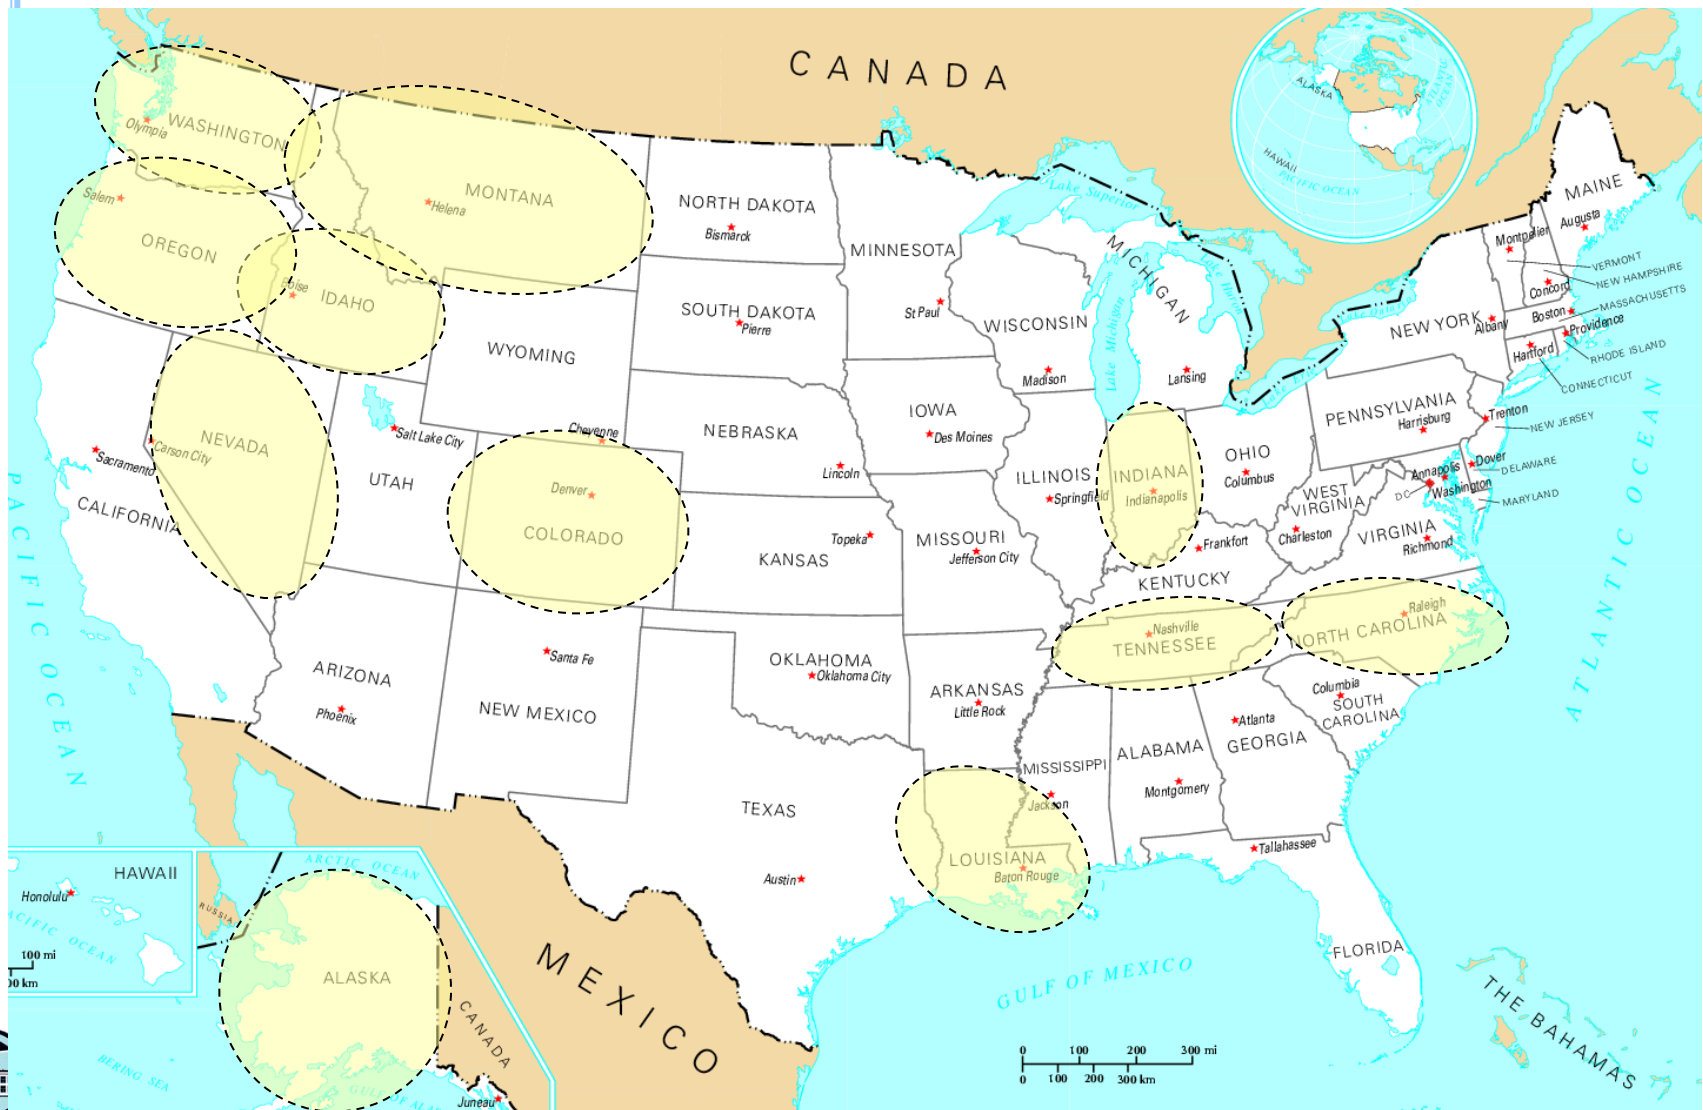 CANADA
ALASKA
ATLANTIC OCEAN
HAWAII
PACIFIC OCEAN
WASHINGTON
Olympia
MONTANA
Helena
NORTH DAKOTA
Bismarck
MINNESOTA
St Paul
Lake Superior
MICHIGAN
Lansing
Lake Michigan
Lake Huron
MAINE
Augusta
Montpelier
VERMONT
NEW HAMPSHIRE
Concord
MASSACHUSETTS
Boston
Providence
RHODE ISLAND
Hartford
CONNECTICUT
NEW YORK
Albany
Salem
OREGON
Boise
IDAHO
WYOMING
Cheyenne
SOUTH DAKOTA
Pierre
WISCONSIN
Madison
IOWA
Des Moines
NEBRASKA
Lincoln
PENNSYLVANIA
Harrisburg
Trenton
NEW JERSEY
Dover
DELAWARE
Annapolis
Washington
DC
MARYLAND
OHIO
Columbus
INDIANA
Indianapolis
ILLINOIS
Springfield
WEST
VIRGINIA
Charleston
VIRGINIA
Richmond
NEVADA
Carson City
Sacramento
CALIFORNIA
Salt Lake City
UTAH
Denver
COLORADO
Topeka
KANSAS
MISSOURI
Jefferson City
Frankfort
KENTUCKY
Nashville
TENNESSEE
Raleigh
NORTH CAROLINA
PACIFIC OCEAN
ATLANTIC OCEAN
ARIZONA
Phoenix
Santa Fe
NEW MEXICO
OKLAHOMA
Oklahoma City
ARKANSAS
Little Rock
Columbia
SOUTH
CAROLINA
Atlanta
GEORGIA
ALABAMA
Montgomery
MISSISSIPPI
Jackson
TEXAS
Austin
LOUISIANA
Baton Rouge
Tallahassee
FLORIDA
HAWAII
Honolulu
OCEAN
100 mi
km
ARCTIC OCEAN
RUSSIA
ALASKA
CANADA
BERING SEA
Juneau
MEXICO
GULF OF MEXICO
THE BAHAMAS
0 100 200 300 mi
0 100 200 300 km